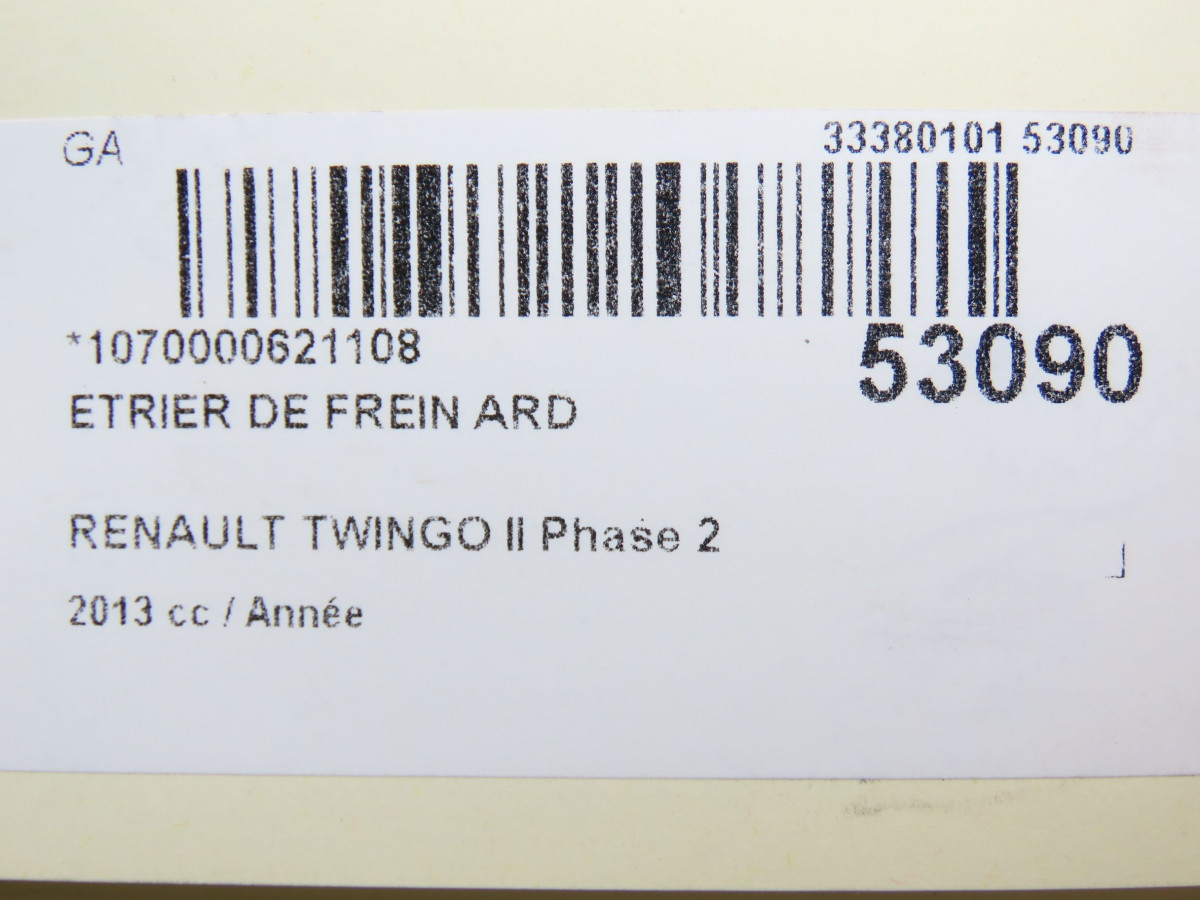 GA
33380101 53090
*1070000621108
53090
ETRIER DE FREIN ARD
RENAULT TWINGO II Phase 2
2013 cc / Année